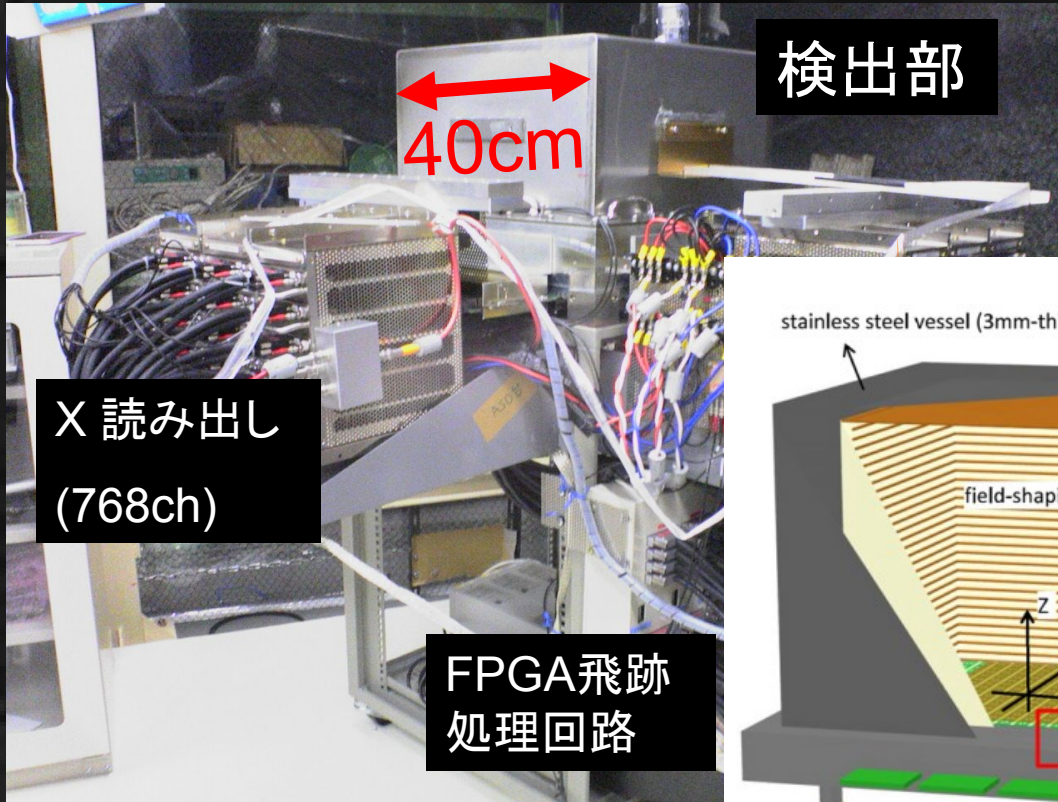 検出部
40cm
X 読み出し
(768ch)
FPGA飛跡
処理回路
stainless steel vessel (3mm-th
field-shapi
Z